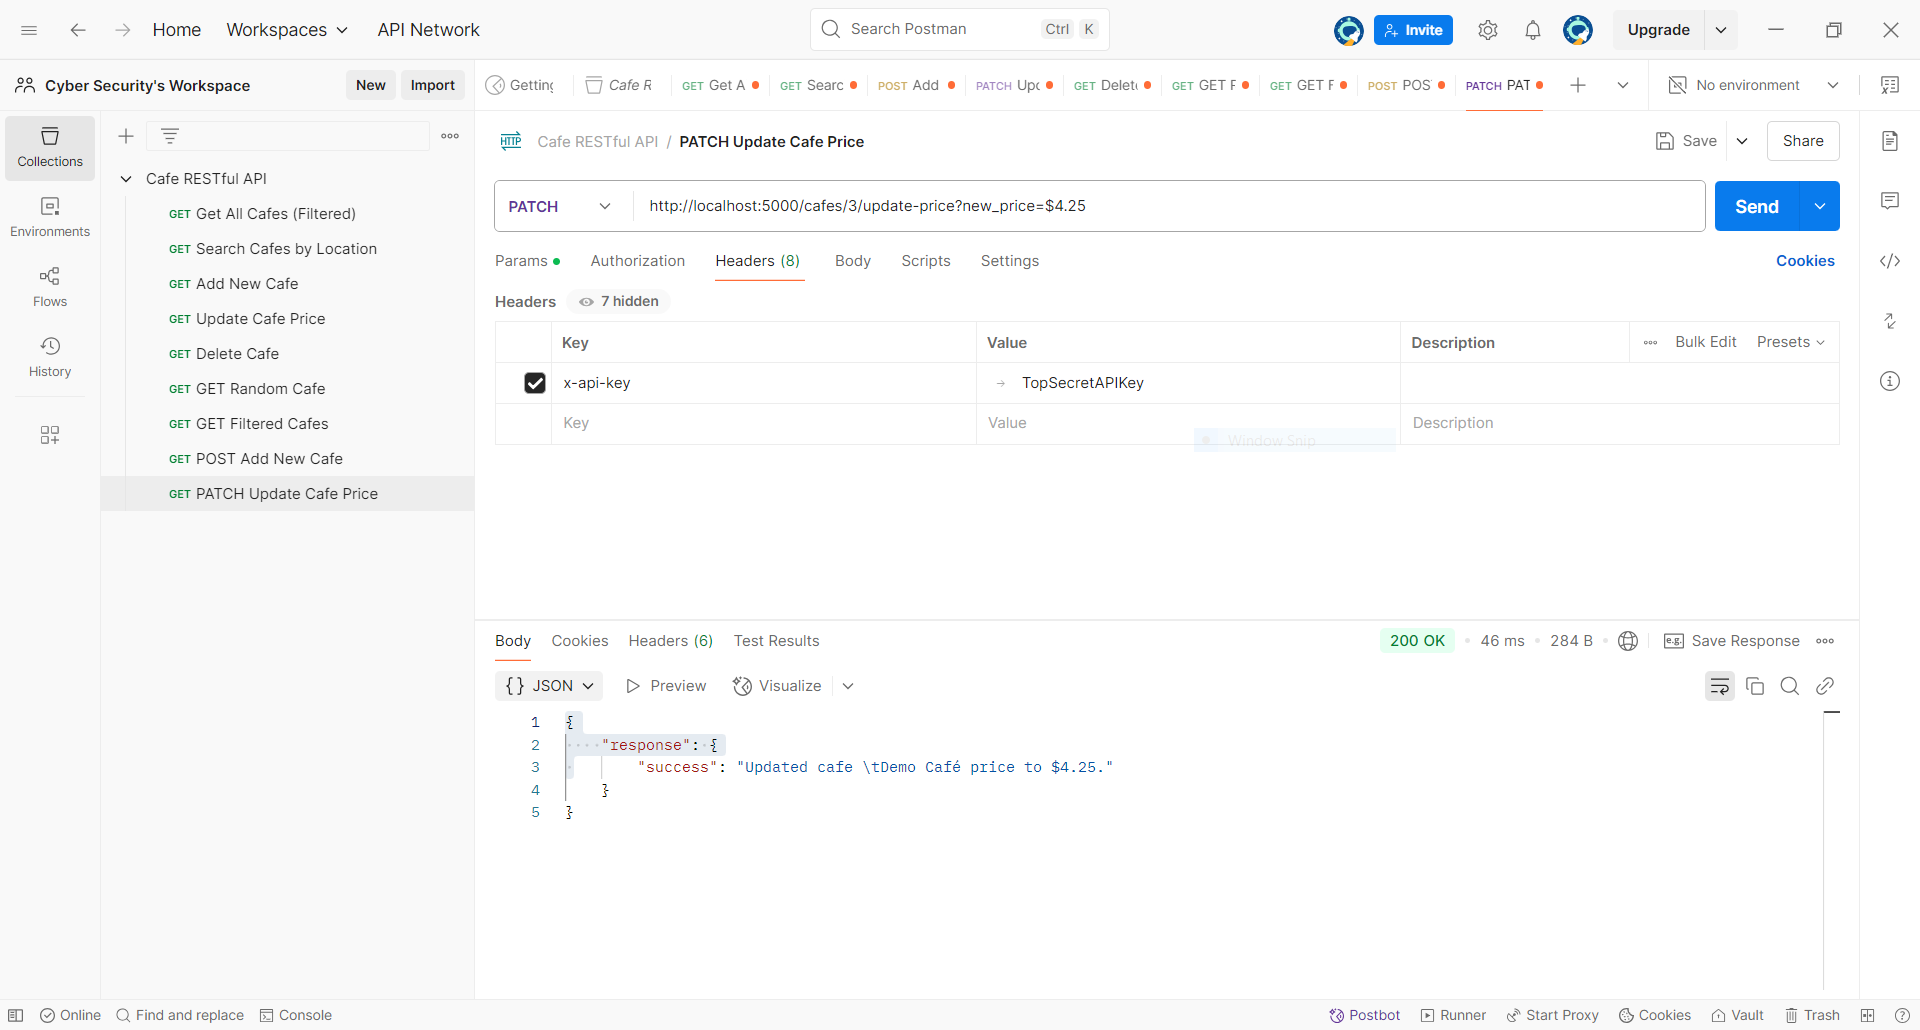 Home Workspaces API Network Search Postman Ctrl K Invite Upgrade
Cyber Security's Workspace New Import
Getting Cafe R GET Get A GET Searc POST Add PATCH Upd GET Delet GET GET F GET GET F POST POS PATCH PAT No environment
Collections
Environments
Flows
History
Cafe RESTful API
GET Get All Cafes (Filtered)
GET Search Cafes by Location
GET Add New Cafe
GET Update Cafe Price
GET Delete Cafe
GET GET Random Cafe
GET GET Filtered Cafes
GET POST Add New Cafe
GET PATCH Update Cafe Price
HTTP Cafe RESTful API / PATCH Update Cafe Price Save Share
PATCH http://localhost:5000/cafes/3/update-price?new_price=$4.25 Send
Params Authorization Headers (8) Body Scripts Settings Cookies
Headers 7 hidden
Key Value Description Bulk Edit Presets
x-api-key TopSecretAPIKey
Key Value Description
Window Snip
Body Cookies Headers (6) Test Results 200 OK 46 ms 284 B e.g. Save Response
{} JSON Preview Visualize
1 {
2 "response": {
3 "success": "Updated cafe \tDemo Café price to $4.25."
4 }
5 }
Online Find and replace Console Postbot Runner Start Proxy Cookies Vault Trash